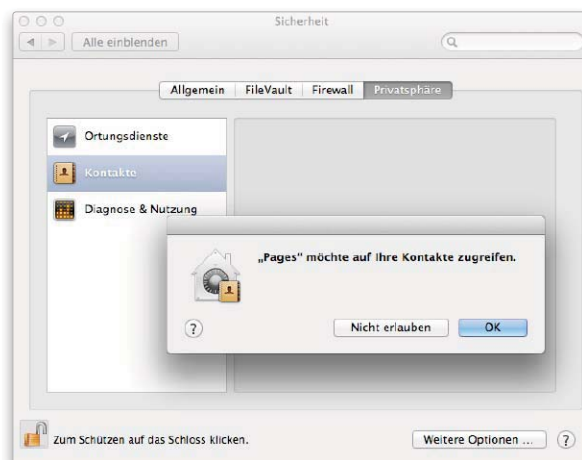 Sicherheit
Alle einblenden
Allgemein FileVault Firewall Privatsphäre
Ortungsdienste
Kontakte
Diagnose & Nutzung
„Pages” möchte auf Ihre Kontakte zugreifen.
? Nicht erlauben OK
Zum Schützen auf das Schloss klicken. Weitere Optionen ... ?